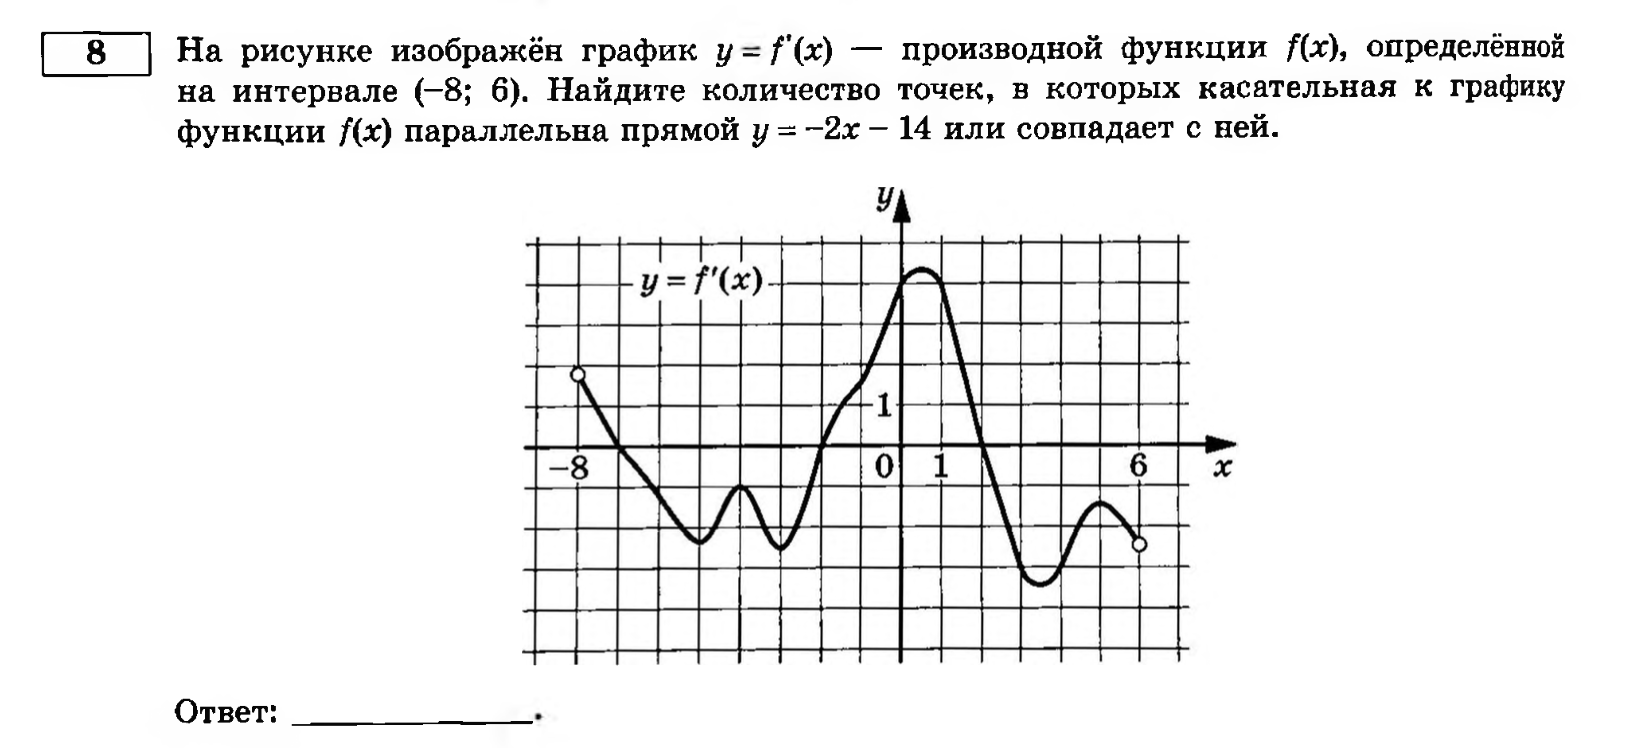 8
На рисунке изображён график y = f'(x) — производной функции f(x), определённой
на интервале (−8; 6). Найдите количество точек, в которых касательная к графику
функции f(x) параллельна прямой y = −2x − 14 или совпадает с ней.
y
y = f'(x)
1
−8 0 1 6 x
Ответ: ____________.